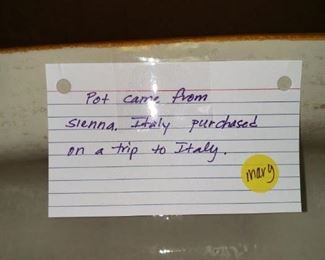 Pot came from
sienna. Italy purchased
on a trip to Italy.
mary